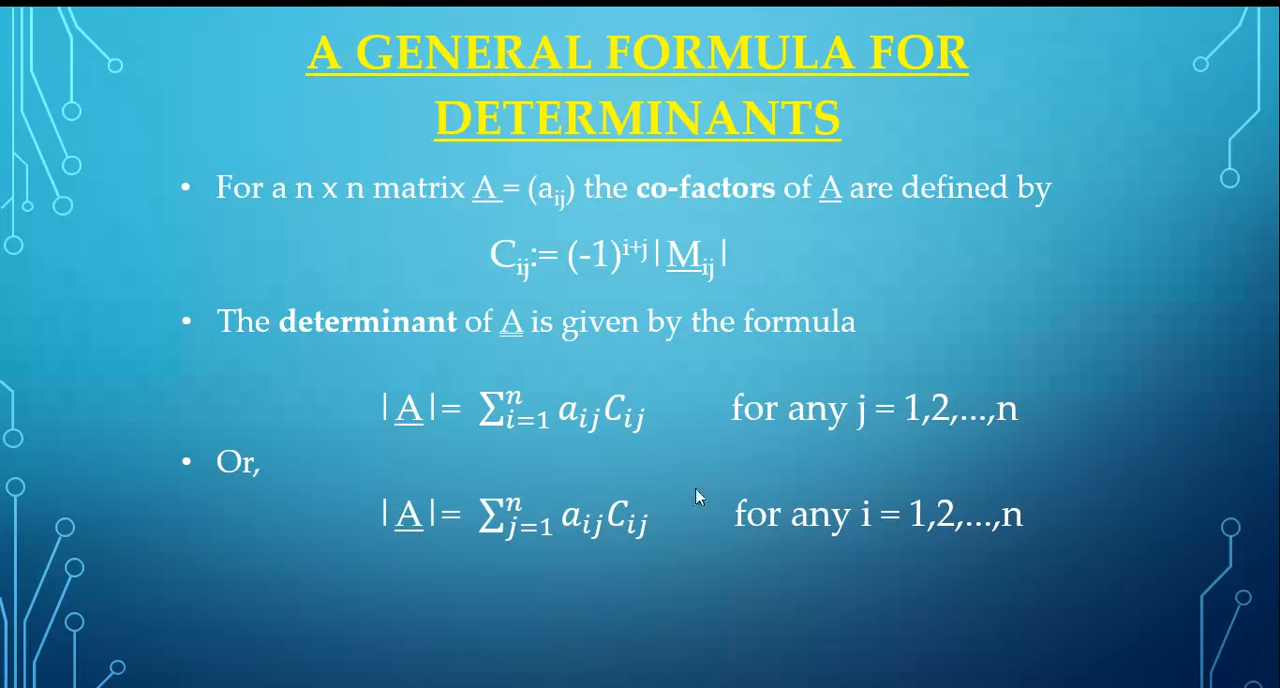 A GENERAL FORMULA FOR
DETERMINANTS
• For a n x n matrix A = (aᵢⱼ) the co-factors of A are defined by
Cᵢⱼ:= (-1)ⁱ⁺ʲ|Mᵢⱼ|
• The determinant of A is given by the formula
|A|= ∑ⁿᵢ₌₁ aᵢⱼCᵢⱼ for any j = 1,2,...,n
• Or,
|A|= ∑ⁿⱼ₌₁ aᵢⱼCᵢⱼ for any i = 1,2,...,n